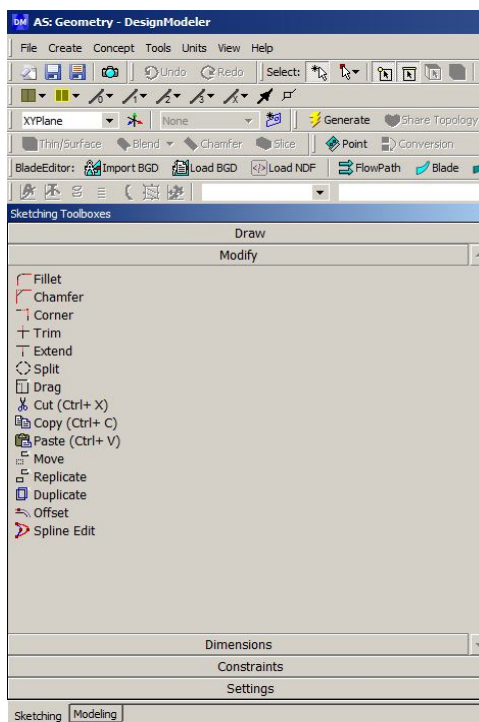 DM AS: Geometry - DesignModeler
File Create Concept Tools Units View Help
Undo Redo Select:
XYPlane None Generate Share Topology
Thin/Surface Blend Chamfer Slice Point Conversion
BladeEditor: Import BGD Load BGD Load NDF FlowPath Blade
Sketching Toolboxes
Draw
Modify
Fillet
Chamfer
Corner
Trim
Extend
Split
Drag
Cut (Ctrl+ X)
Copy (Ctrl+ C)
Paste (Ctrl+ V)
Move
Replicate
Duplicate
Offset
Spline Edit
Dimensions
Constraints
Settings
Sketching Modeling